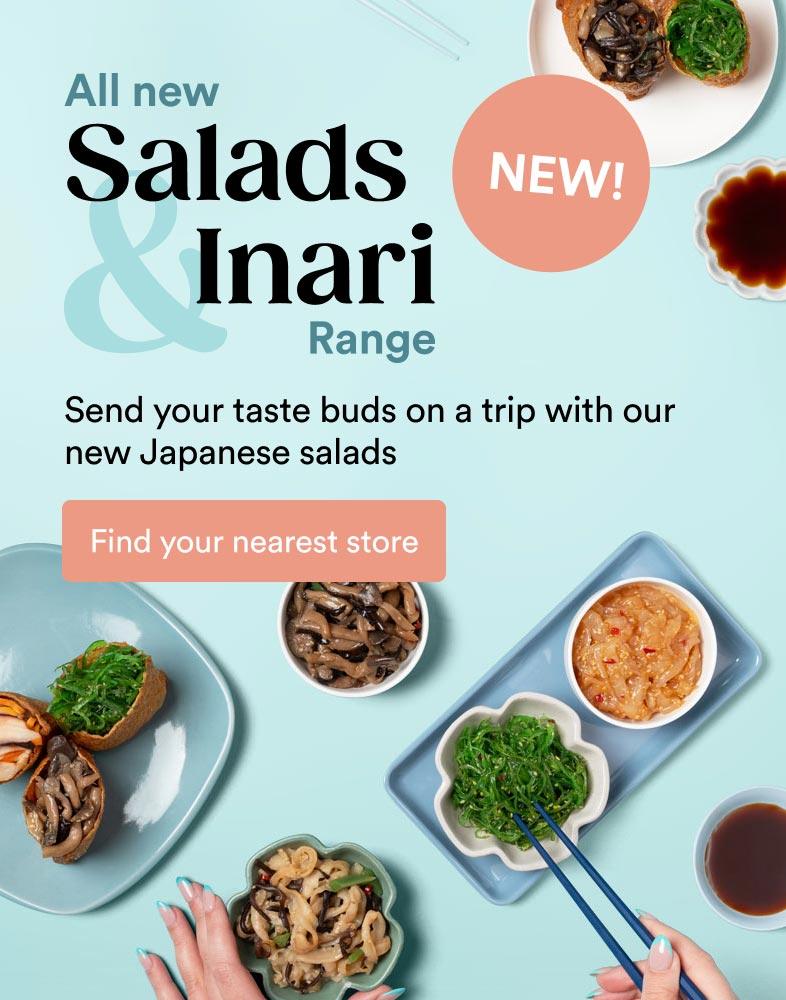 All new
Salads
&
Inari
Range
NEW!
Send your taste buds on a trip with our
new Japanese salads
Find your nearest store